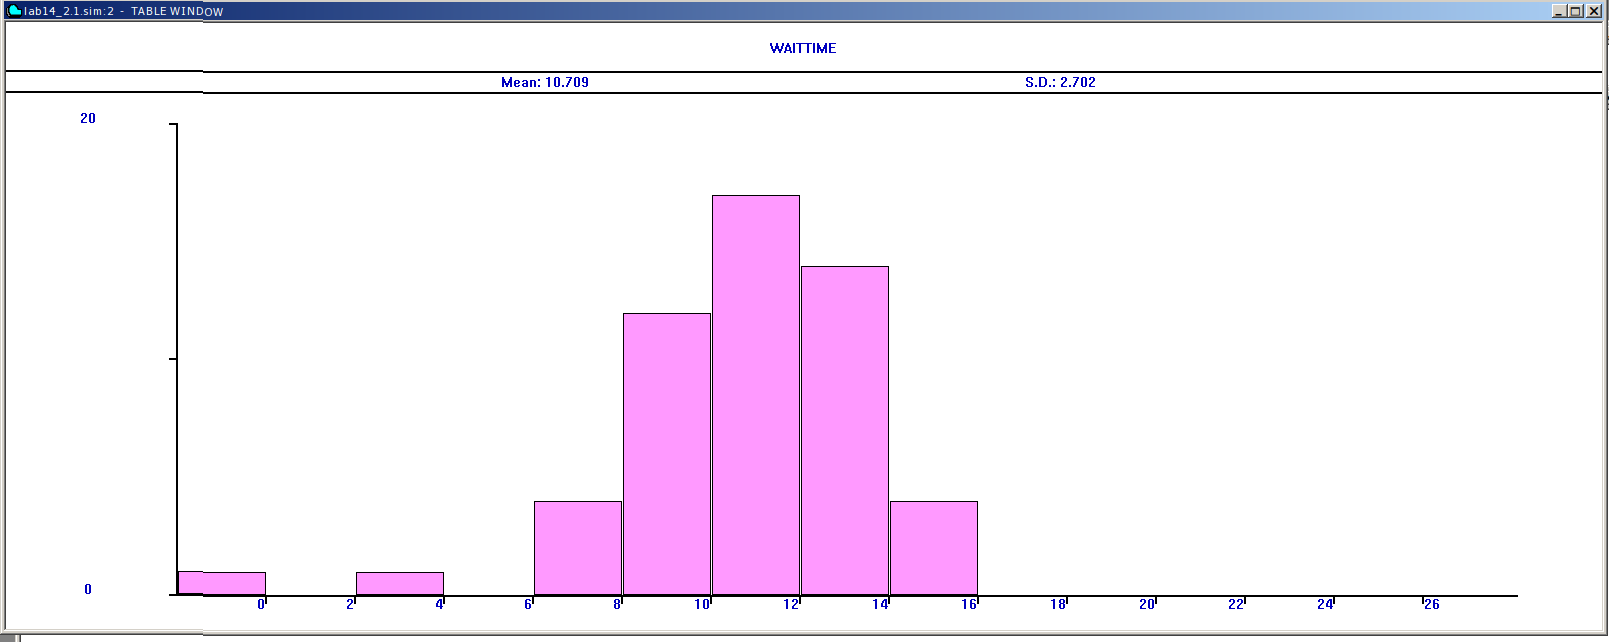 lab14_2.1.sim:2 - TABLE WINDOW
WAITTIME
Mean: 10.709 S.D.: 2.702
20
0
0 2 4 6 8 10 12 14 16 18 20 22 24 26